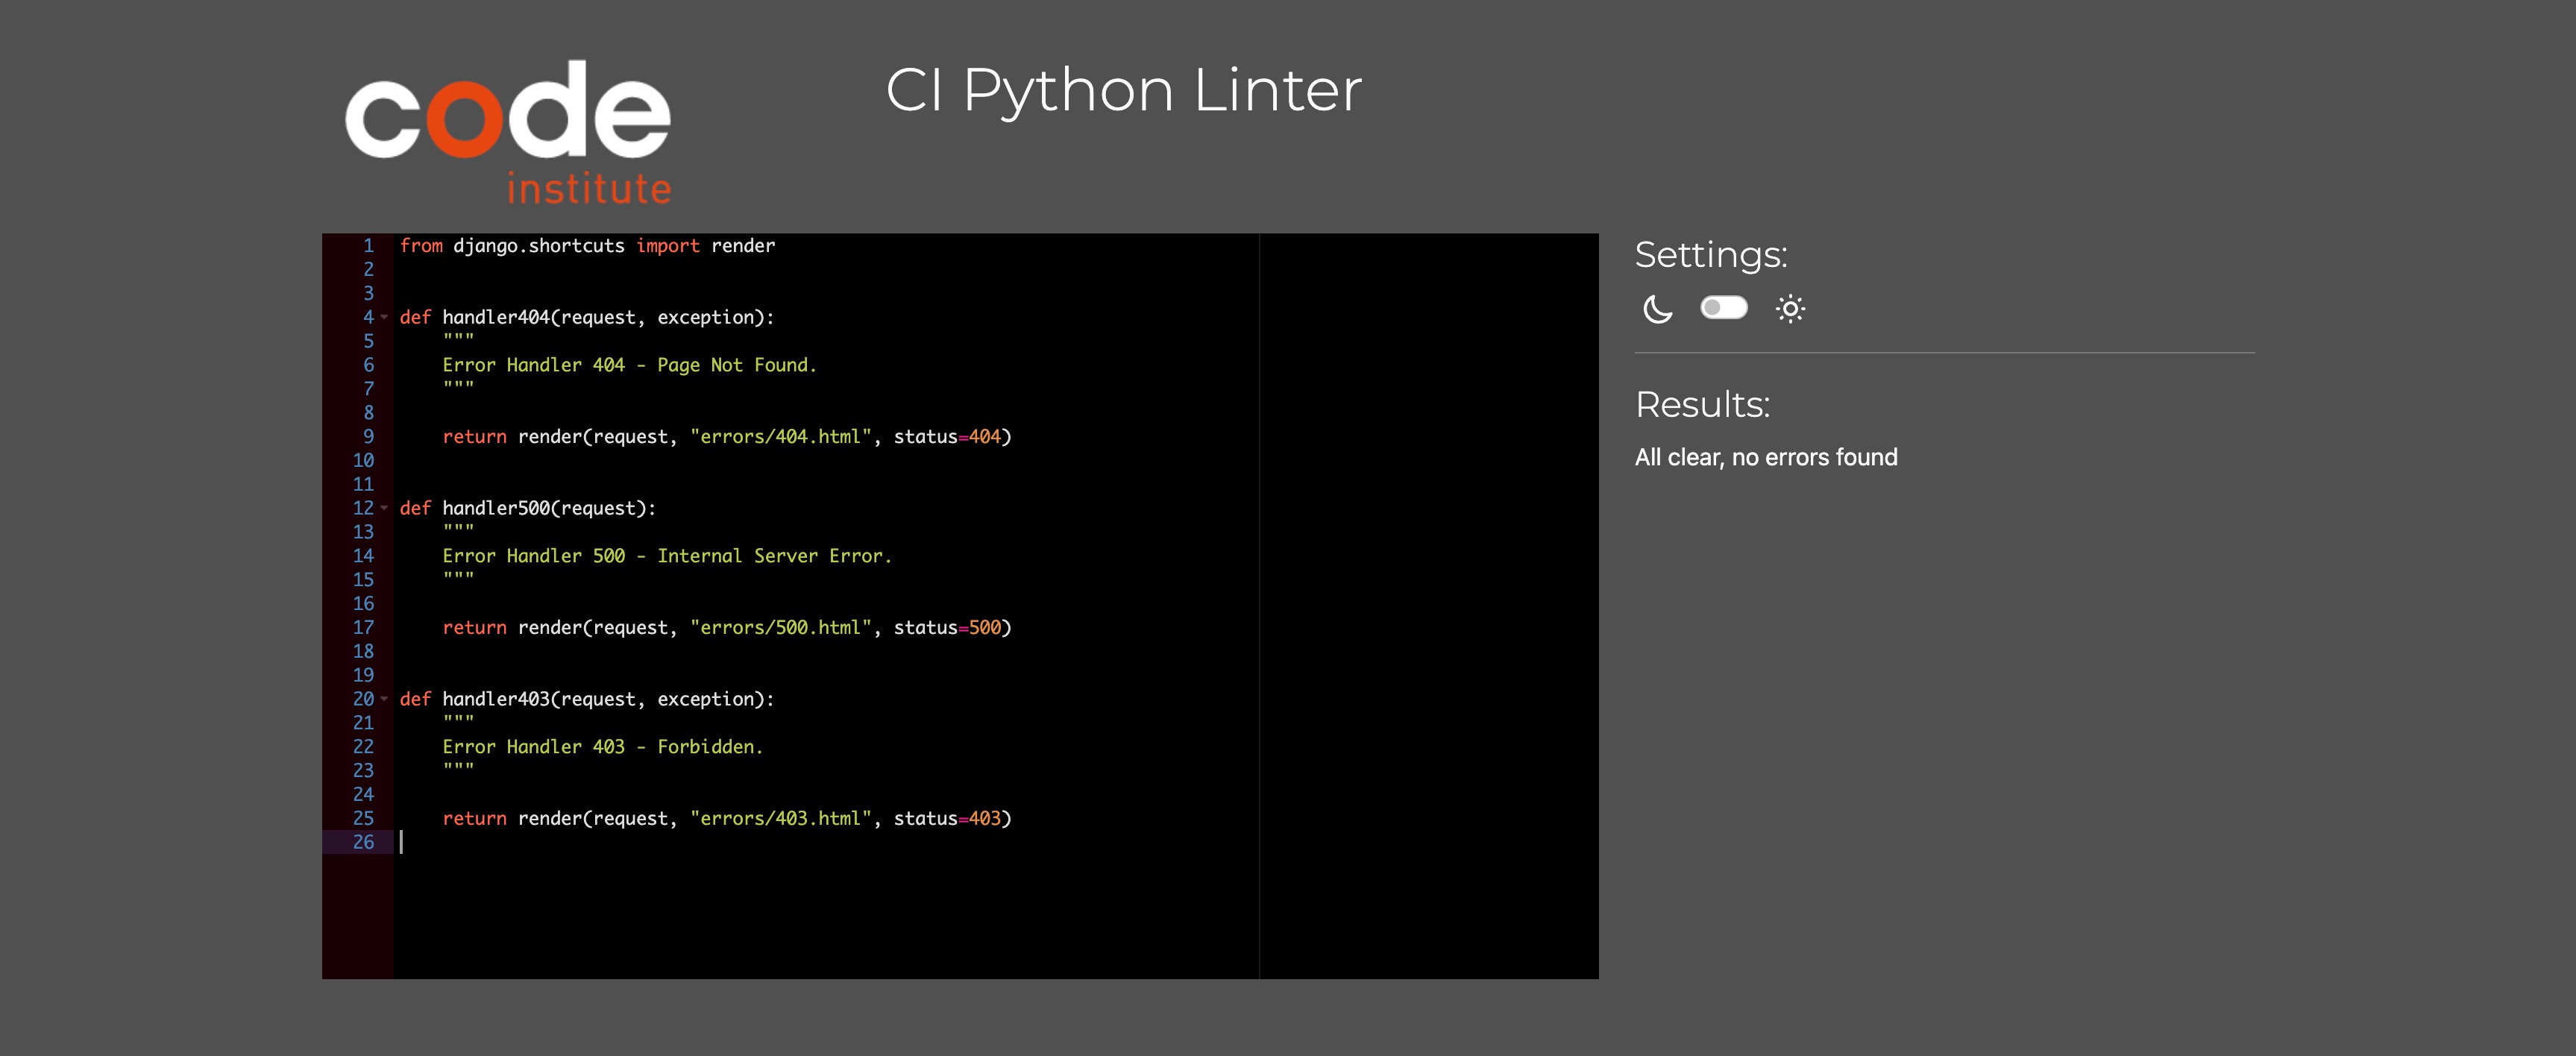 code
institute
CI Python Linter
1 from django.shortcuts import render
2
3
4 def handler404(request, exception):
5     """
6     Error Handler 404 - Page Not Found.
7     """
8
9     return render(request, "errors/404.html", status=404)
10
11
12 def handler500(request):
13     """
14     Error Handler 500 - Internal Server Error.
15     """
16
17     return render(request, "errors/500.html", status=500)
18
19
20 def handler403(request, exception):
21     """
22     Error Handler 403 - Forbidden.
23     """
24
25     return render(request, "errors/403.html", status=403)
26
Settings:
Results:
All clear, no errors found